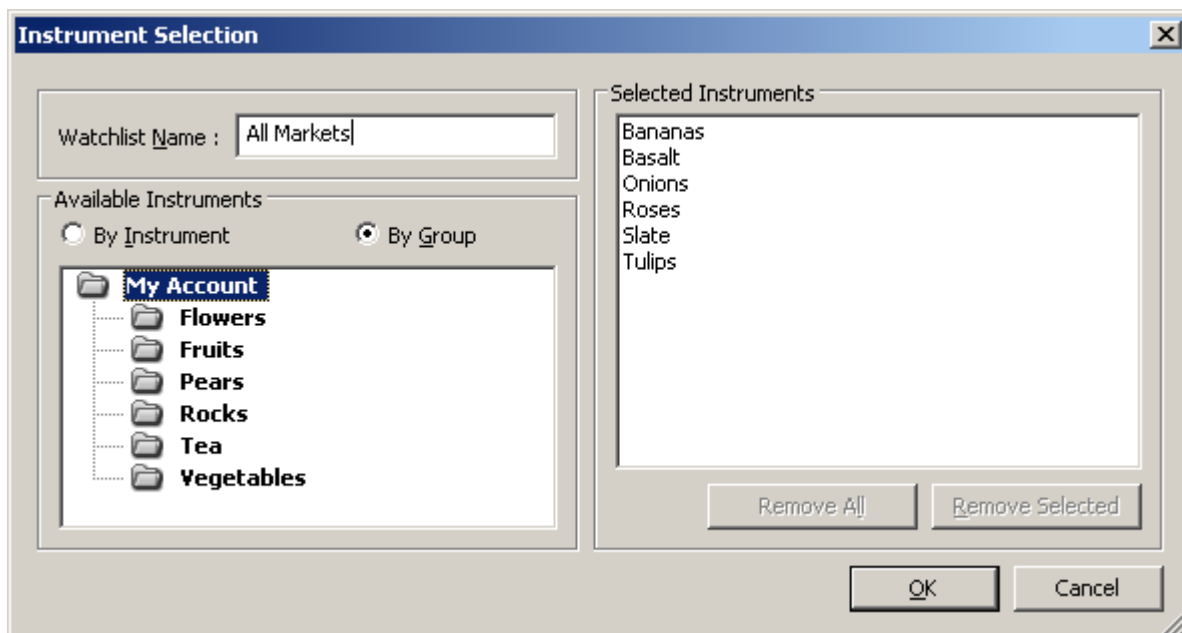 Instrument Selection
Watchlist Name :
All Markets
Available Instruments
By Instrument
By Group
My Account
Flowers
Fruits
Pears
Rocks
Tea
Vegetables
Selected Instruments
Bananas
Basalt
Onions
Roses
Slate
Tulips
Remove All
Remove Selected
OK
Cancel